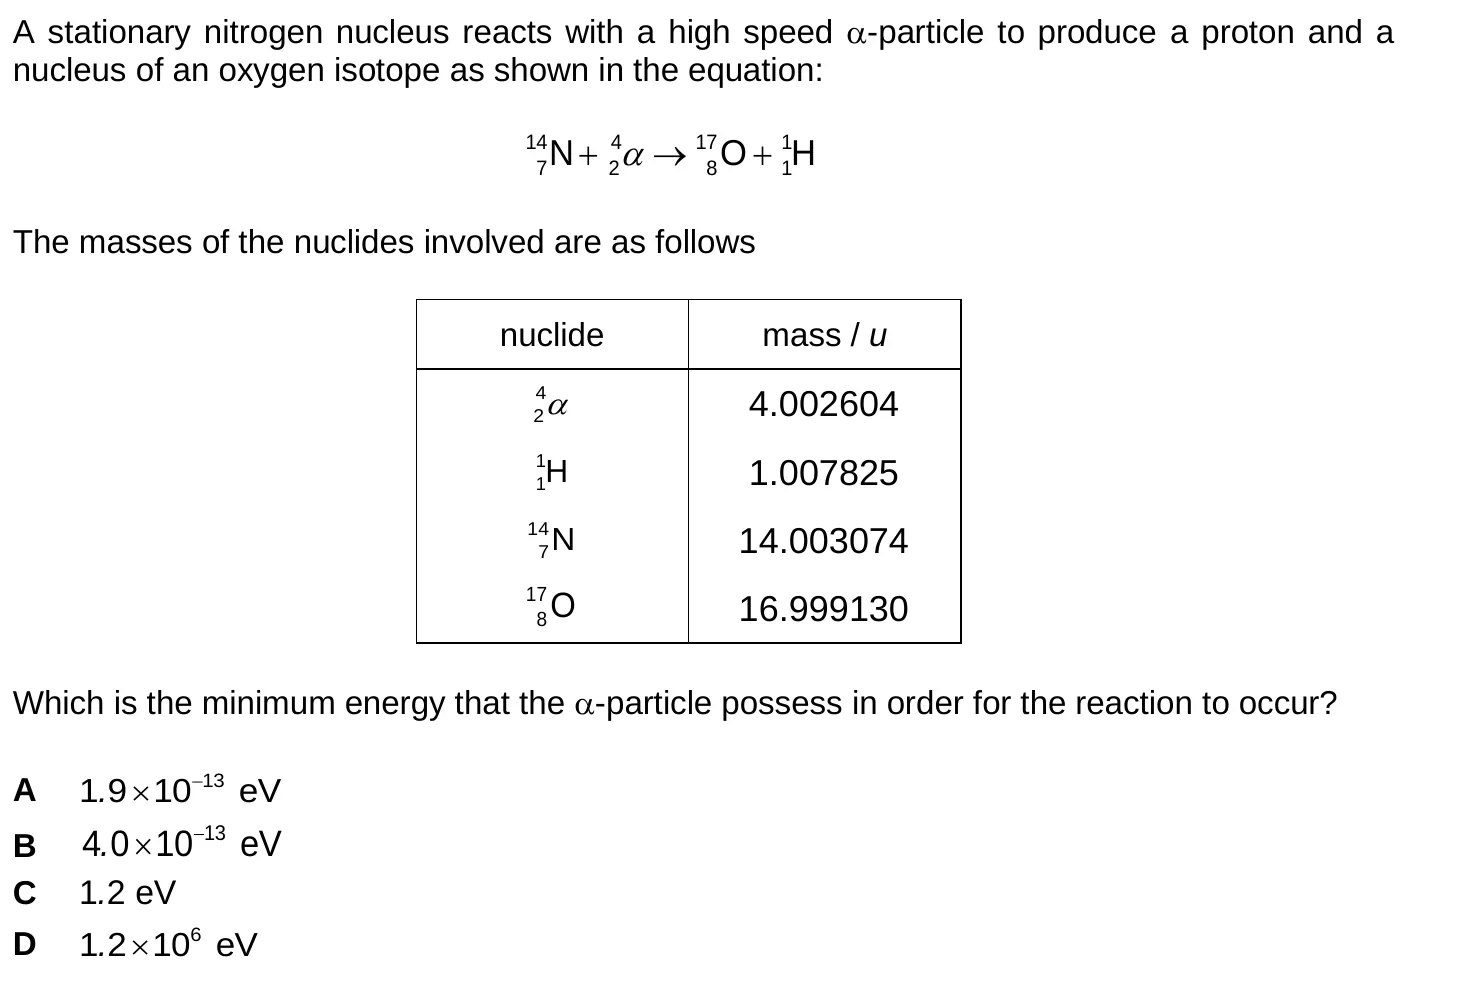 A stationary nitrogen nucleus reacts with a high speed α-particle to produce a proton and a
nucleus of an oxygen isotope as shown in the equation:
¹⁴₇N + ⁴₂α → ¹⁷₈O + ¹₁H
The masses of the nuclides involved are as follows
nuclide mass / u
⁴₂α 4.002604
¹₁H 1.007825
¹⁴₇N 14.003074
¹⁷₈O 16.999130
Which is the minimum energy that the α-particle possess in order for the reaction to occur?
A 1.9×10⁻¹³ eV
B 4.0×10⁻¹³ eV
C 1.2 eV
D 1.2×10⁶ eV